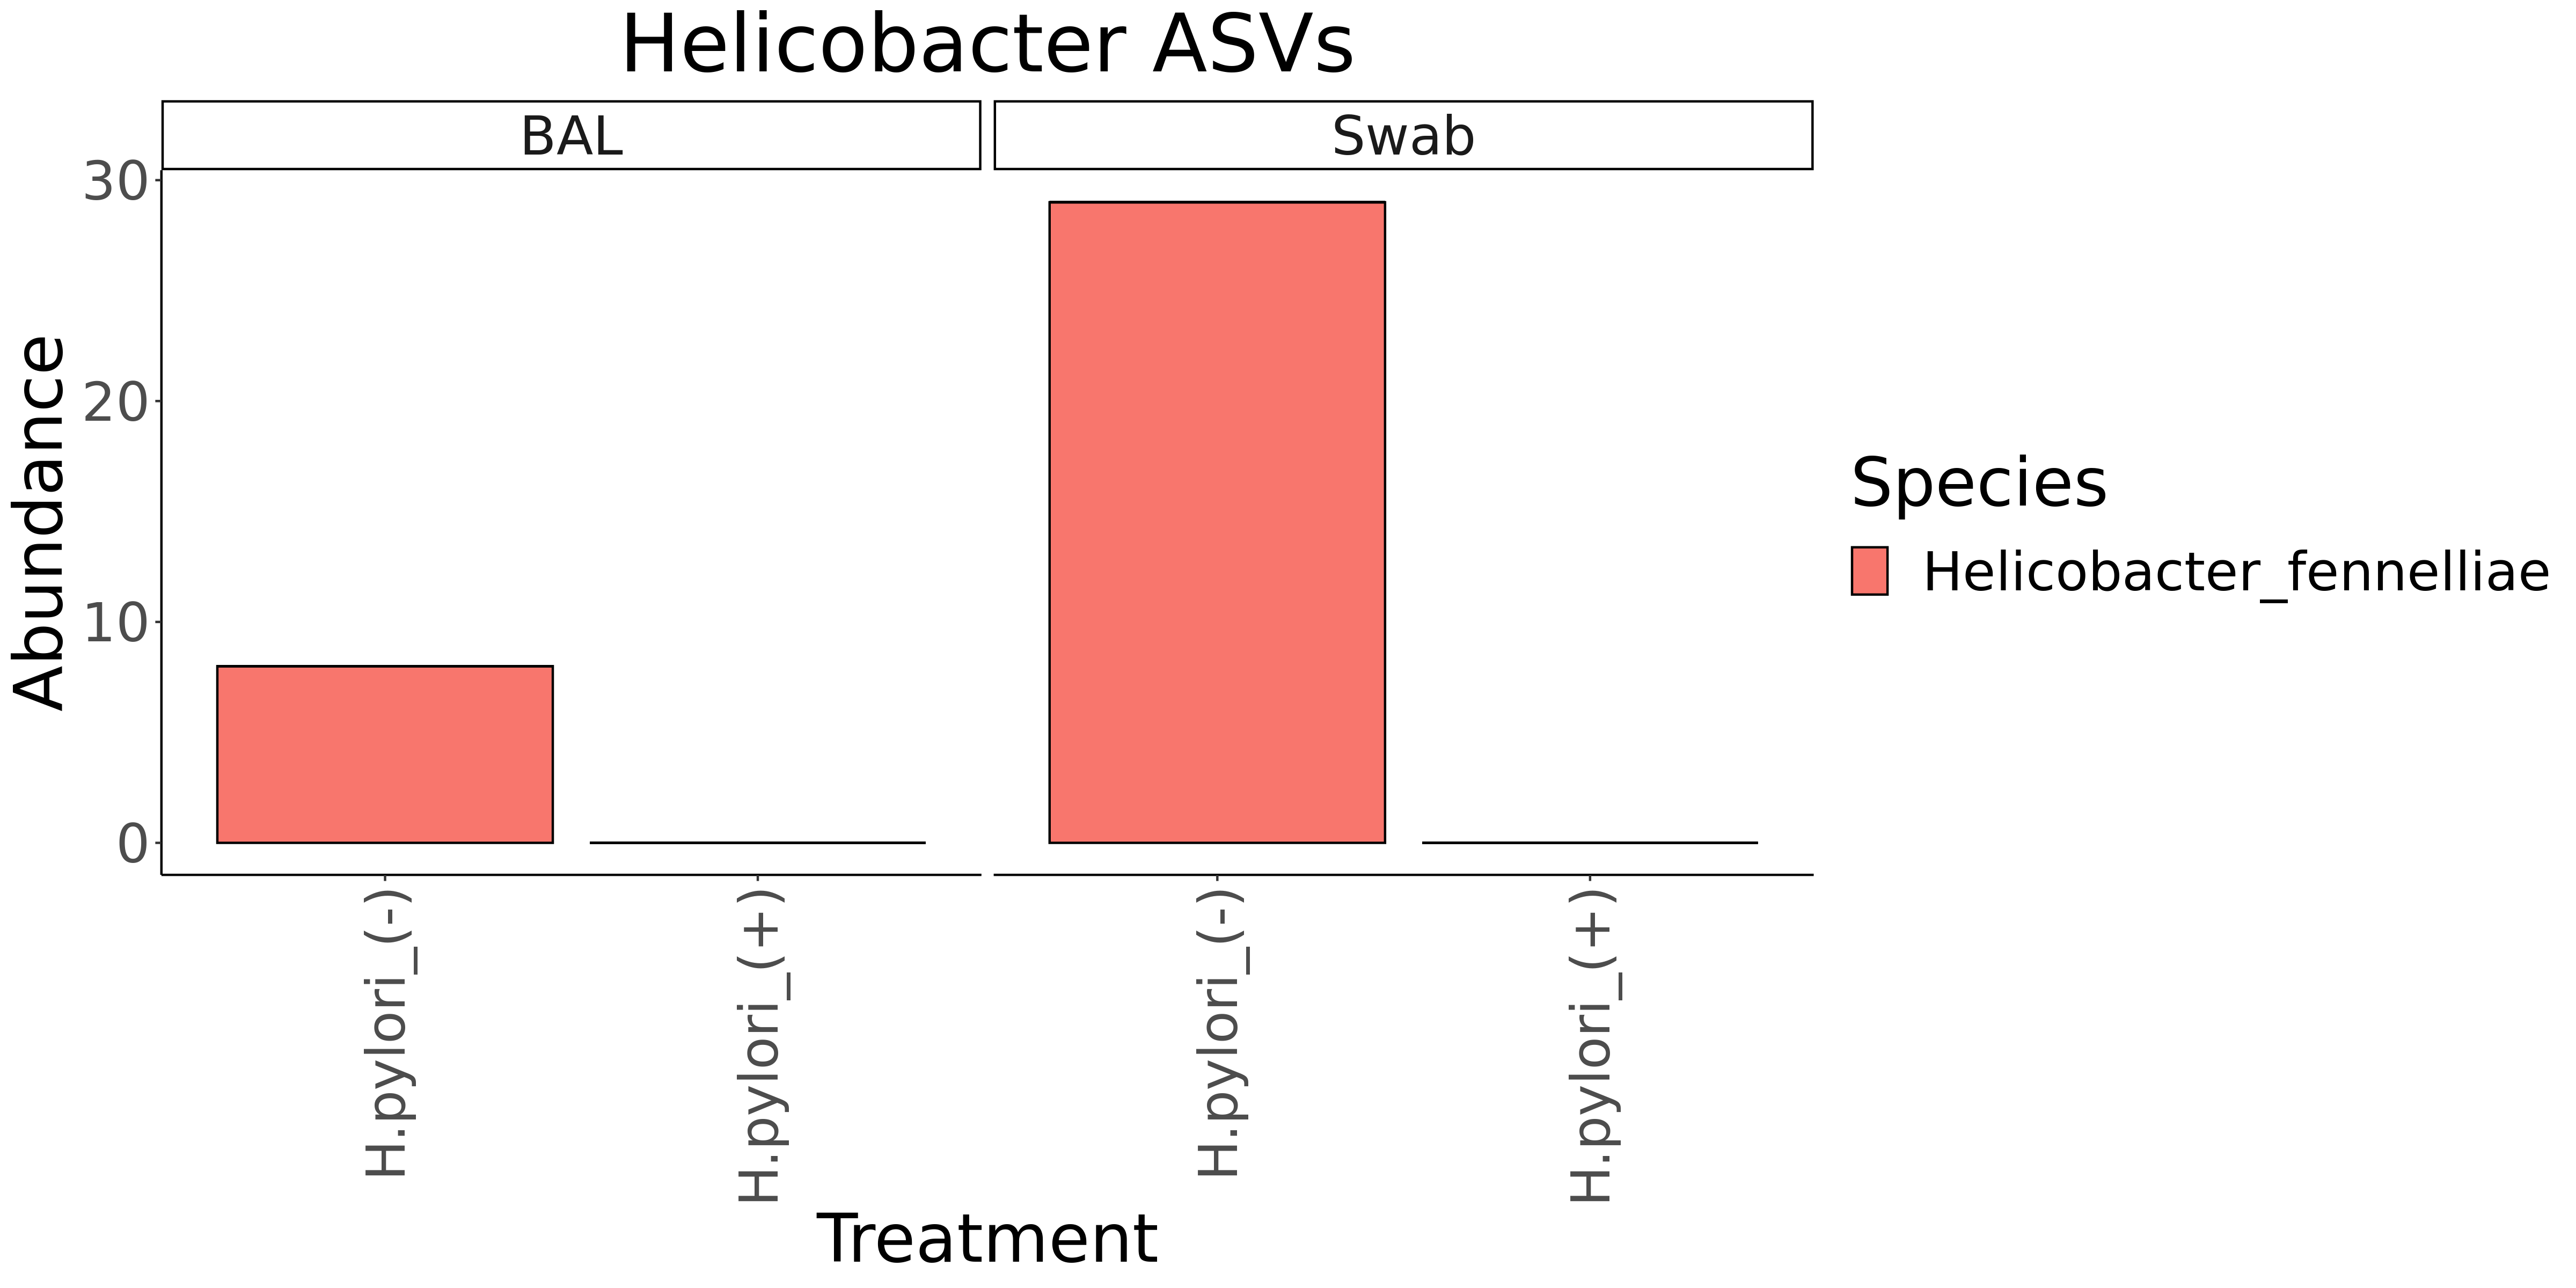 Helicobacter ASVs
BAL
Swab
30
20
10
0
Abundance
H.pylori_(-)
H.pylori_(+)
H.pylori_(-)
H.pylori_(+)
Treatment
Species
Helicobacter_fennelliae